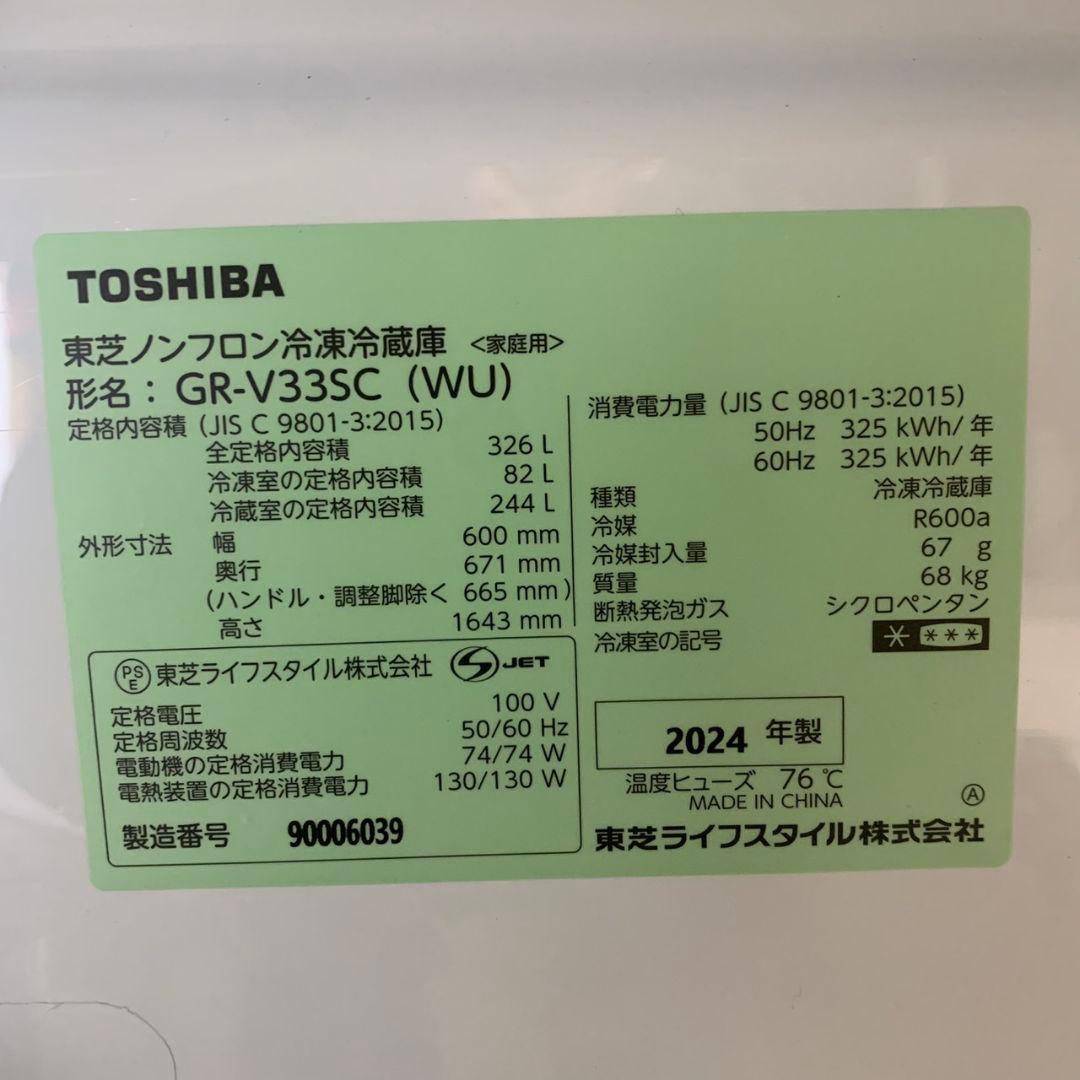 TOSHIBA
東芝ノンフロン冷凍冷蔵庫 <家庭用>
形名： GR-V33SC (WU)
定格内容積 (JIS C 9801-3:2015)
全定格内容積 326 L
冷凍室の定格内容積 82 L
冷蔵室の定格内容積 244 L
外形寸法 幅 600 mm
奥行 671 mm
(ハンドル・調整脚除く 665 mm)
高さ 1643 mm
消費電力量 (JIS C 9801-3:2015)
50Hz 325 kWh/年
60Hz 325 kWh/年
種類 冷凍冷蔵庫
冷媒 R600a
冷媒封入量 67 g
質量 68 kg
断熱発泡ガス シクロペンタン
冷凍室の記号 * ***
PSE 東芝ライフスタイル株式会社 S JET
定格電圧 100 V
定格周波数 50/60 Hz
電動機の定格消費電力 74/74 W
電熱装置の定格消費電力 130/130 W
製造番号 90006039
2024 年製
温度ヒューズ 76 ℃
MADE IN CHINA Ⓐ
東芝ライフスタイル株式会社